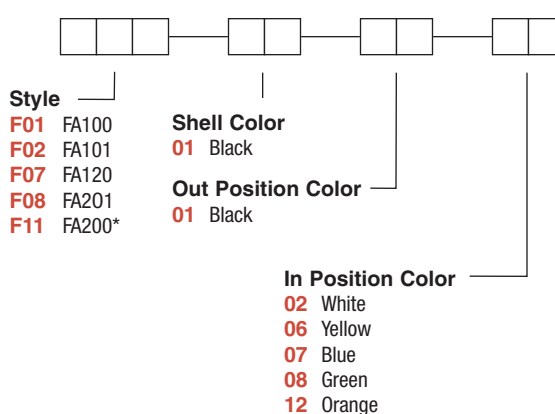 Style
F01 FA100
F02 FA101
F07 FA120
F08 FA201
F11 FA200*
Shell Color
01 Black
Out Position Color
01 Black
In Position Color
02 White
06 Yellow
07 Blue
08 Green
12 Orange